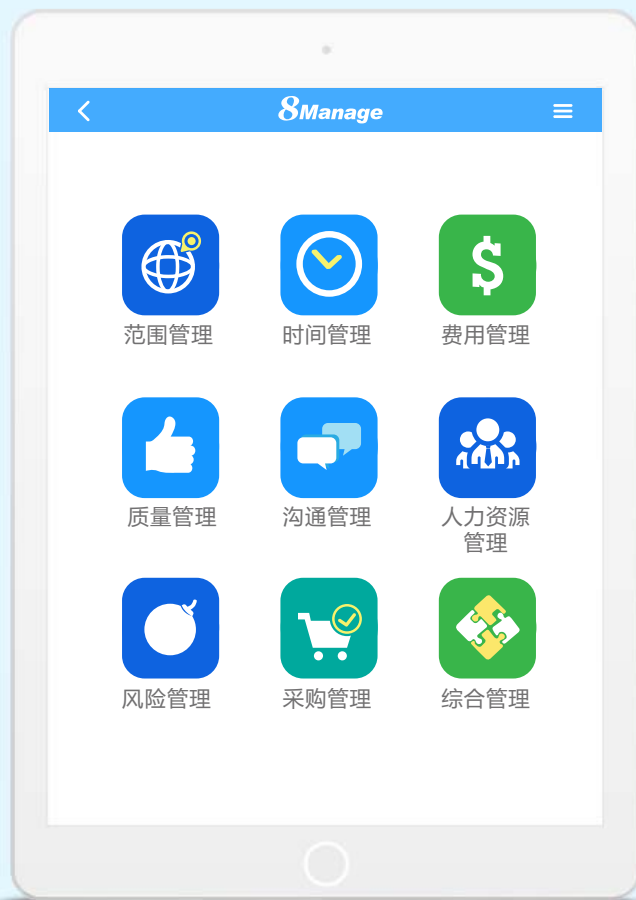 8Manage
范围管理
时间管理
费用管理
质量管理
沟通管理
人力资源
管理
风险管理
采购管理
综合管理